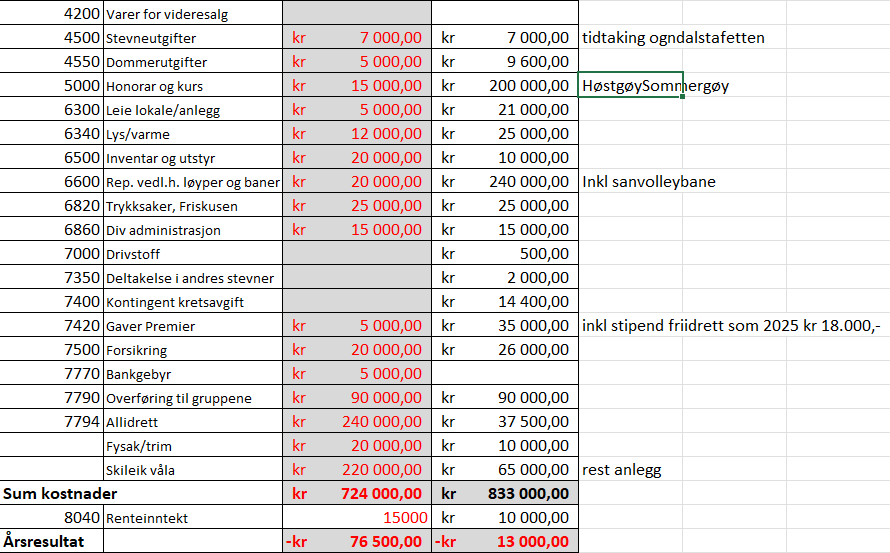 4200 Varer for videresalg
4500 Stevneutgifter kr 7 000,00 kr 7 000,00 tidtaking ogndalstafetten
4550 Dommerutgifter kr 5 000,00 kr 9 600,00
5000 Honorar og kurs kr 15 000,00 kr 200 000,00 HøstgøySommergøy
6300 Leie lokale/anlegg kr 5 000,00 kr 21 000,00
6340 Lys/varme kr 12 000,00 kr 25 000,00
6500 Inventar og utstyr kr 20 000,00 kr 10 000,00
6600 Rep. vedl.h. løyper og baner kr 20 000,00 kr 240 000,00 Inkl sanvolleybane
6820 Trykksaker, Friskusen kr 25 000,00 kr 25 000,00
6860 Div administrasjon kr 15 000,00 kr 15 000,00
7000 Drivstoff kr 500,00
7350 Deltakelse i andres stevner kr 2 000,00
7400 Kontingent kretsavgift kr 14 400,00
7420 Gaver Premier kr 5 000,00 kr 35 000,00 inkl stipend friidrett som 2025 kr 18.000,-
7500 Forsikring kr 20 000,00 kr 26 000,00
7770 Bankgebyr kr 5 000,00
7790 Overføring til gruppene kr 90 000,00 kr 90 000,00
7794 Allidrett kr 240 000,00 kr 37 500,00
Fysak/trim kr 20 000,00 kr 10 000,00
Skileik våla kr 220 000,00 kr 65 000,00 rest anlegg
Sum kostnader kr 724 000,00 kr 833 000,00
8040 Renteinntekt 15000 kr 10 000,00
Årsresultat -kr 76 500,00 -kr 13 000,00